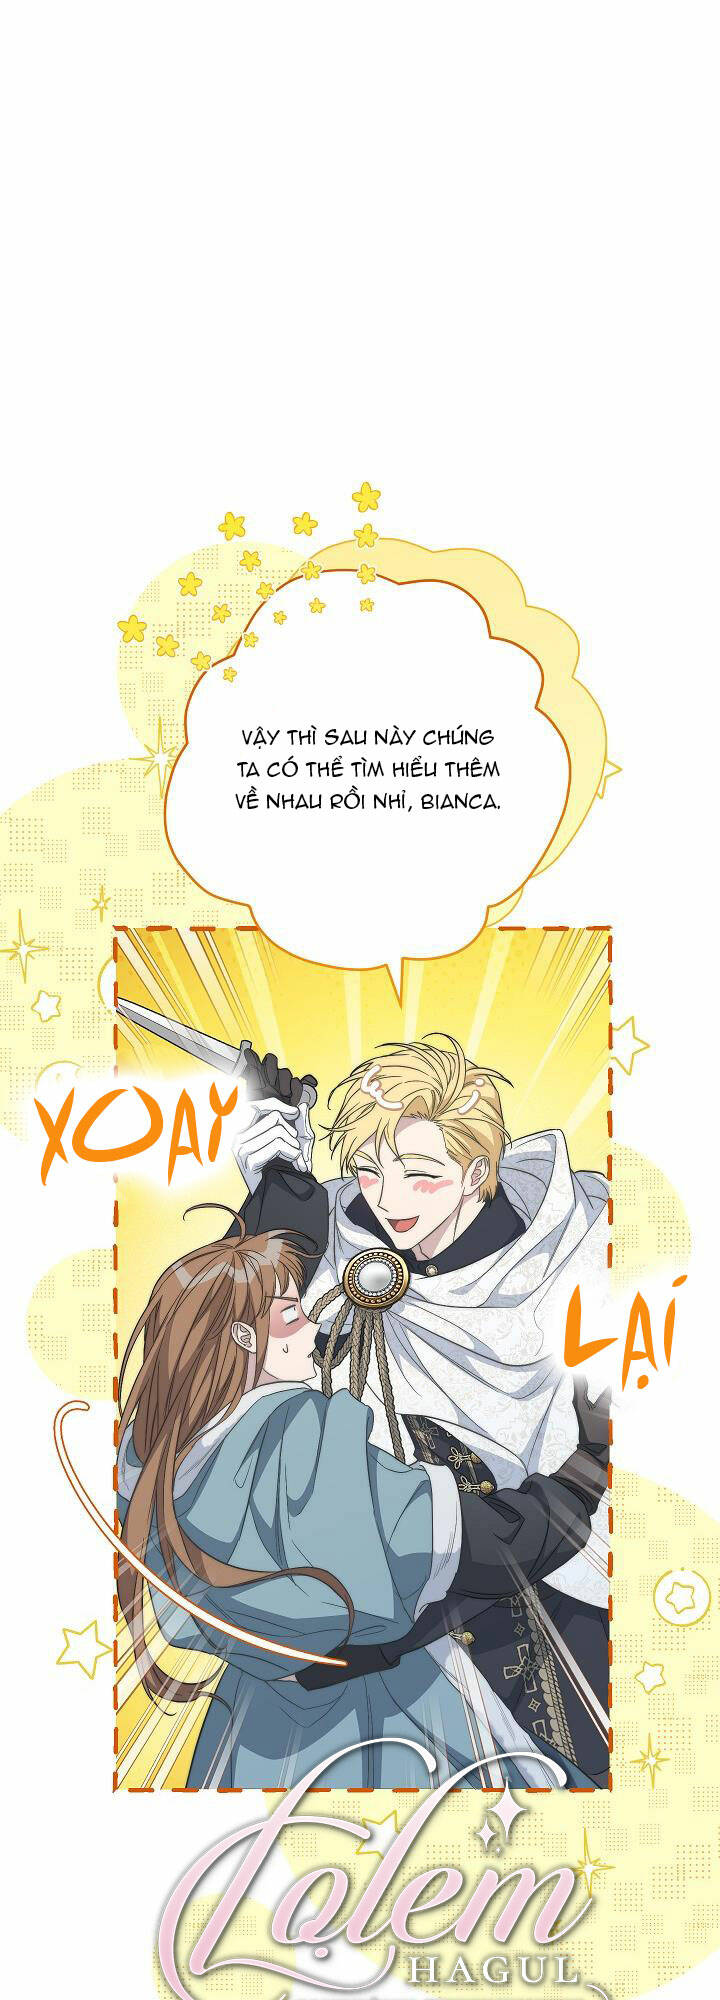 VẬY THÌ SAU NÀY CHÚNG
TA CÓ THỂ TÌM HIỂU THÊM
VỀ NHAU RỒI NHỈ, BIANCA.
XOAY
LẠI
Lọlem
HAGUL